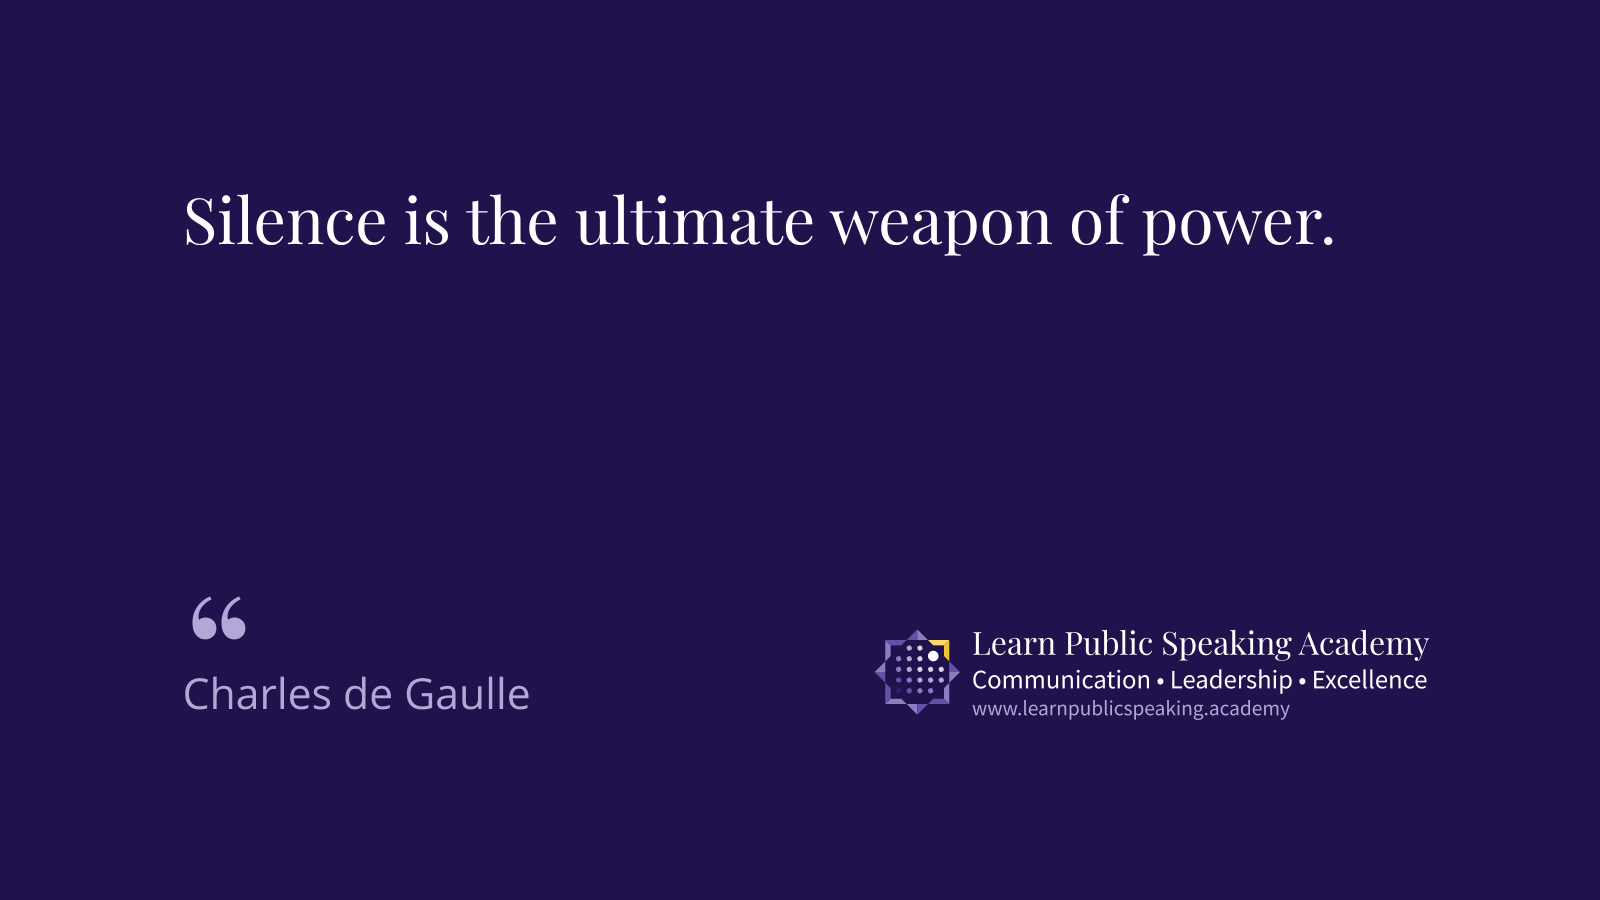 Silence is the ultimate weapon of power.
“
Charles de Gaulle
Learn Public Speaking Academy
Communication • Leadership • Excellence
www.learnpublicspeaking.academy